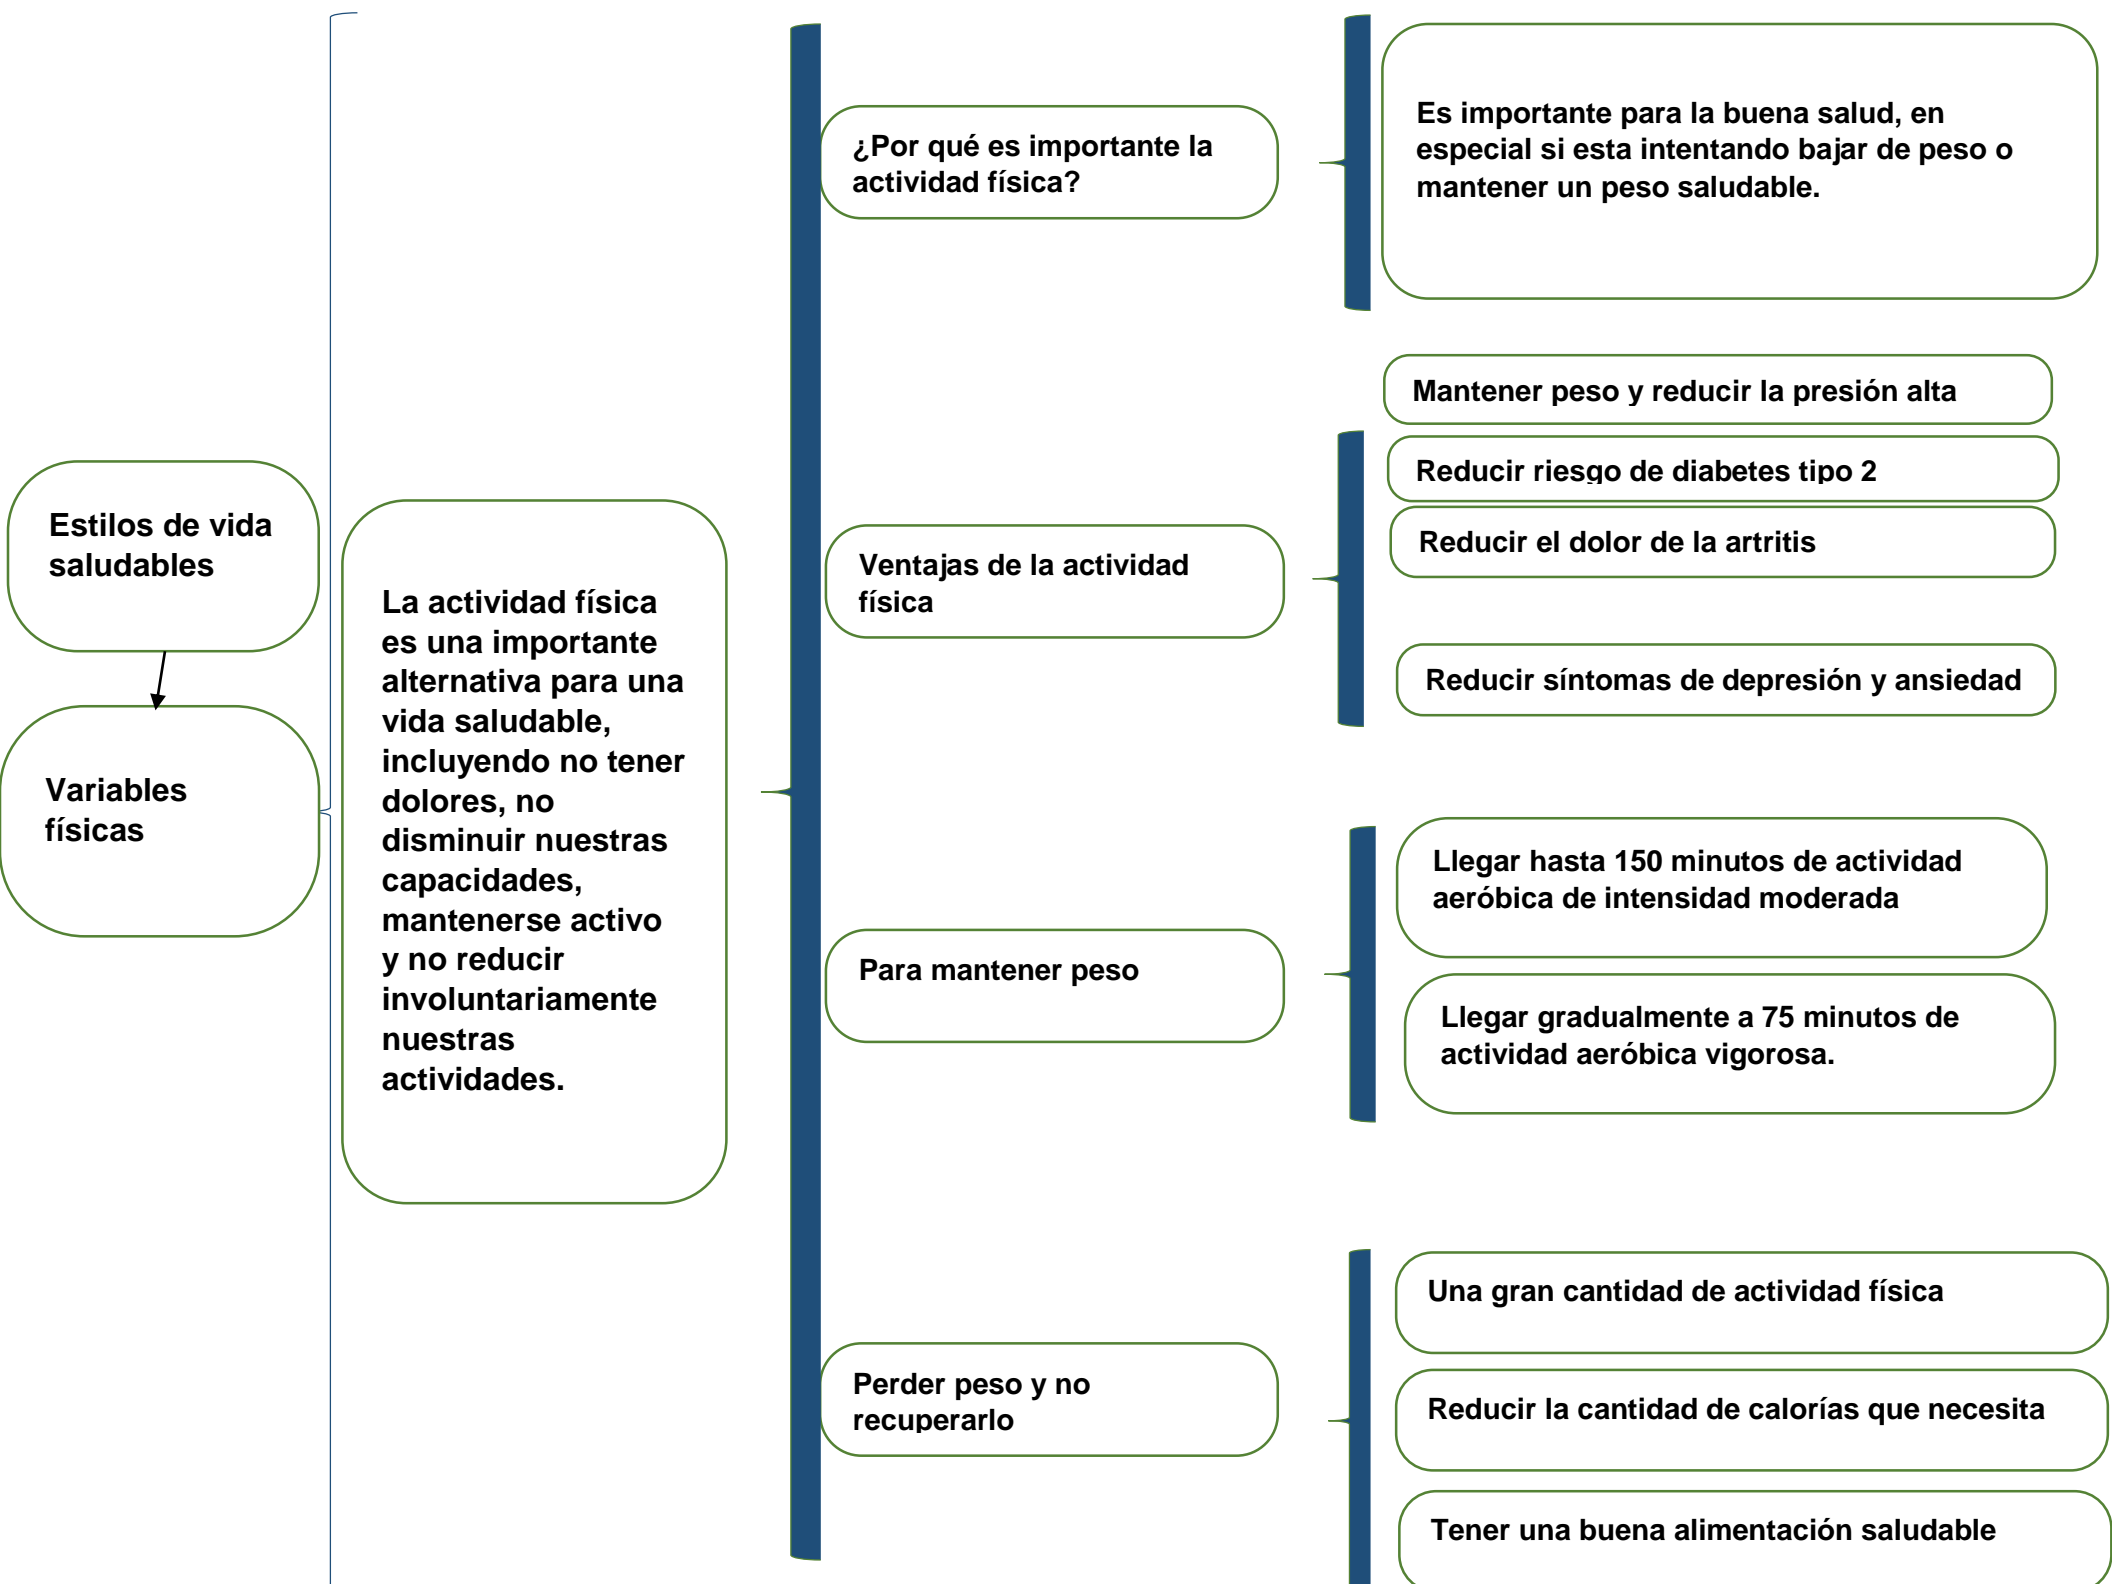 Estilos de vida
saludables
Variables
físicas
La actividad física
es una importante
alternativa para una
vida saludable,
incluyendo no tener
dolores, no
disminuir nuestras
capacidades,
mantenerse activo
y no reducir
involuntariamente
nuestras
actividades.
¿Por qué es importante la
actividad física?
Es importante para la buena salud, en
especial si esta intentando bajar de peso o
mantener un peso saludable.
Ventajas de la actividad
física
Mantener peso y reducir la presión alta
Reducir riesgo de diabetes tipo 2
Reducir el dolor de la artritis
Reducir síntomas de depresión y ansiedad
Para mantener peso
Llegar hasta 150 minutos de actividad
aeróbica de intensidad moderada
Llegar gradualmente a 75 minutos de
actividad aeróbica vigorosa.
Perder peso y no
recuperarlo
Una gran cantidad de actividad física
Reducir la cantidad de calorías que necesita
Tener una buena alimentación saludable